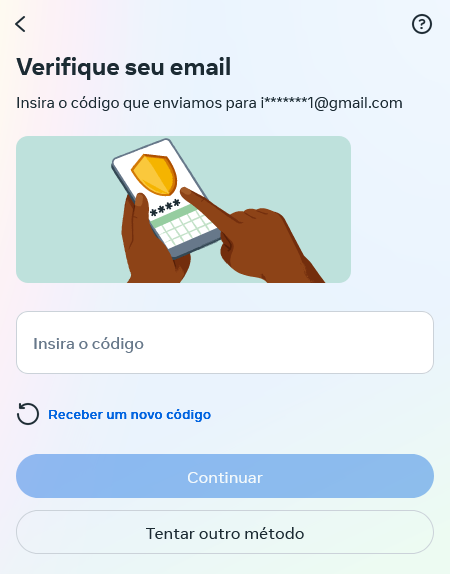 Verifique seu email
Insira o código que enviamos para i*******1@gmail.com
****
Insira o código
Receber um novo código
Continuar
Tentar outro método